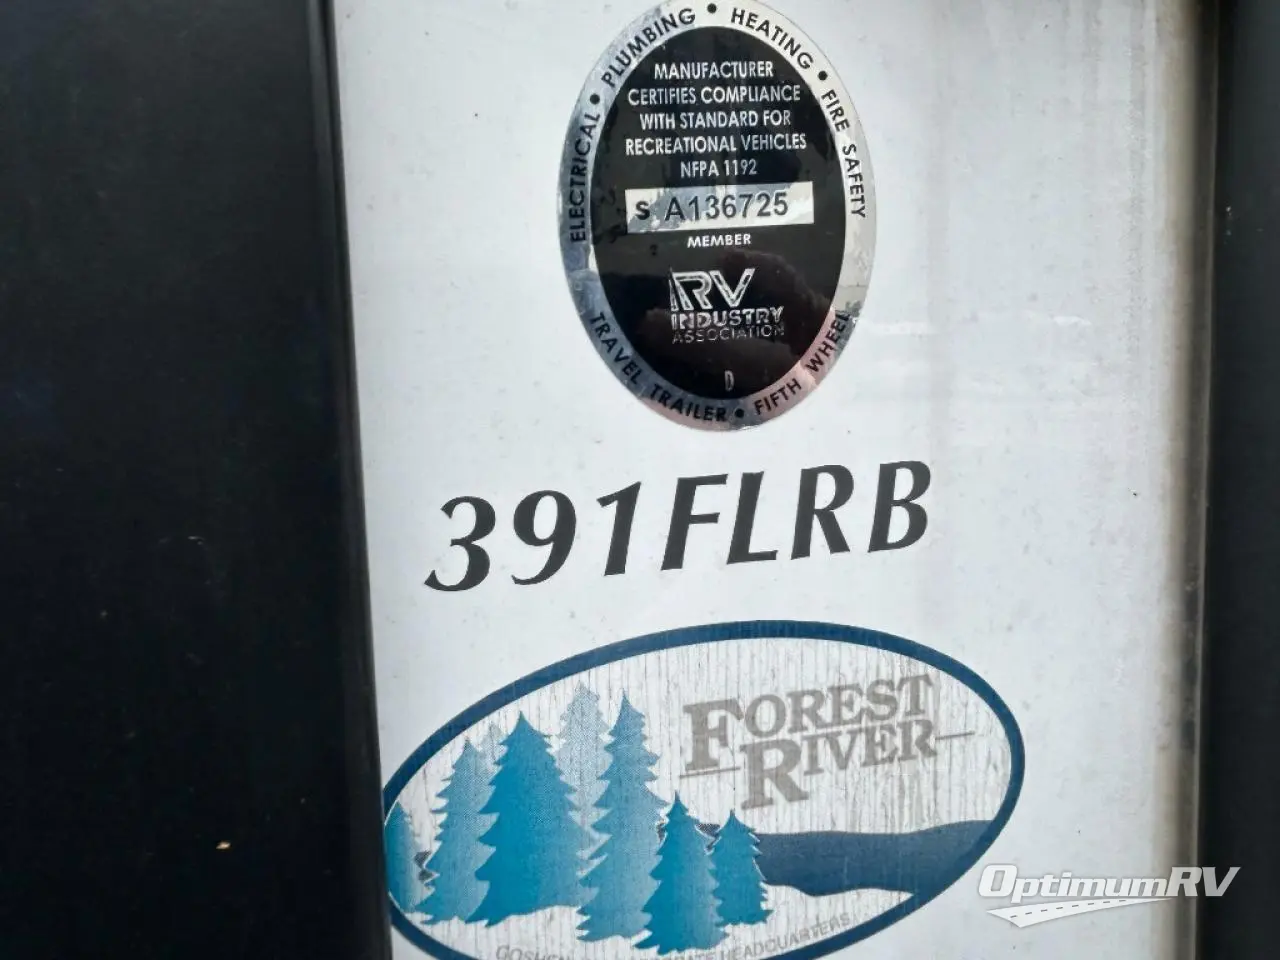 ELECTRICAL • PLUMBING • HEATING • FIRE SAFETY
MANUFACTURER
CERTIFIES COMPLIANCE
WITH STANDARD FOR
RECREATIONAL VEHICLES
NFPA 1192
S A136725
MEMBER
RV
INDUSTRY
ASSOCIATION
D
TRAVEL TRAILER • FIFTH WHEEL
391FLRB
FOREST
RIVER
HEADQUARTERS
OptimumRV